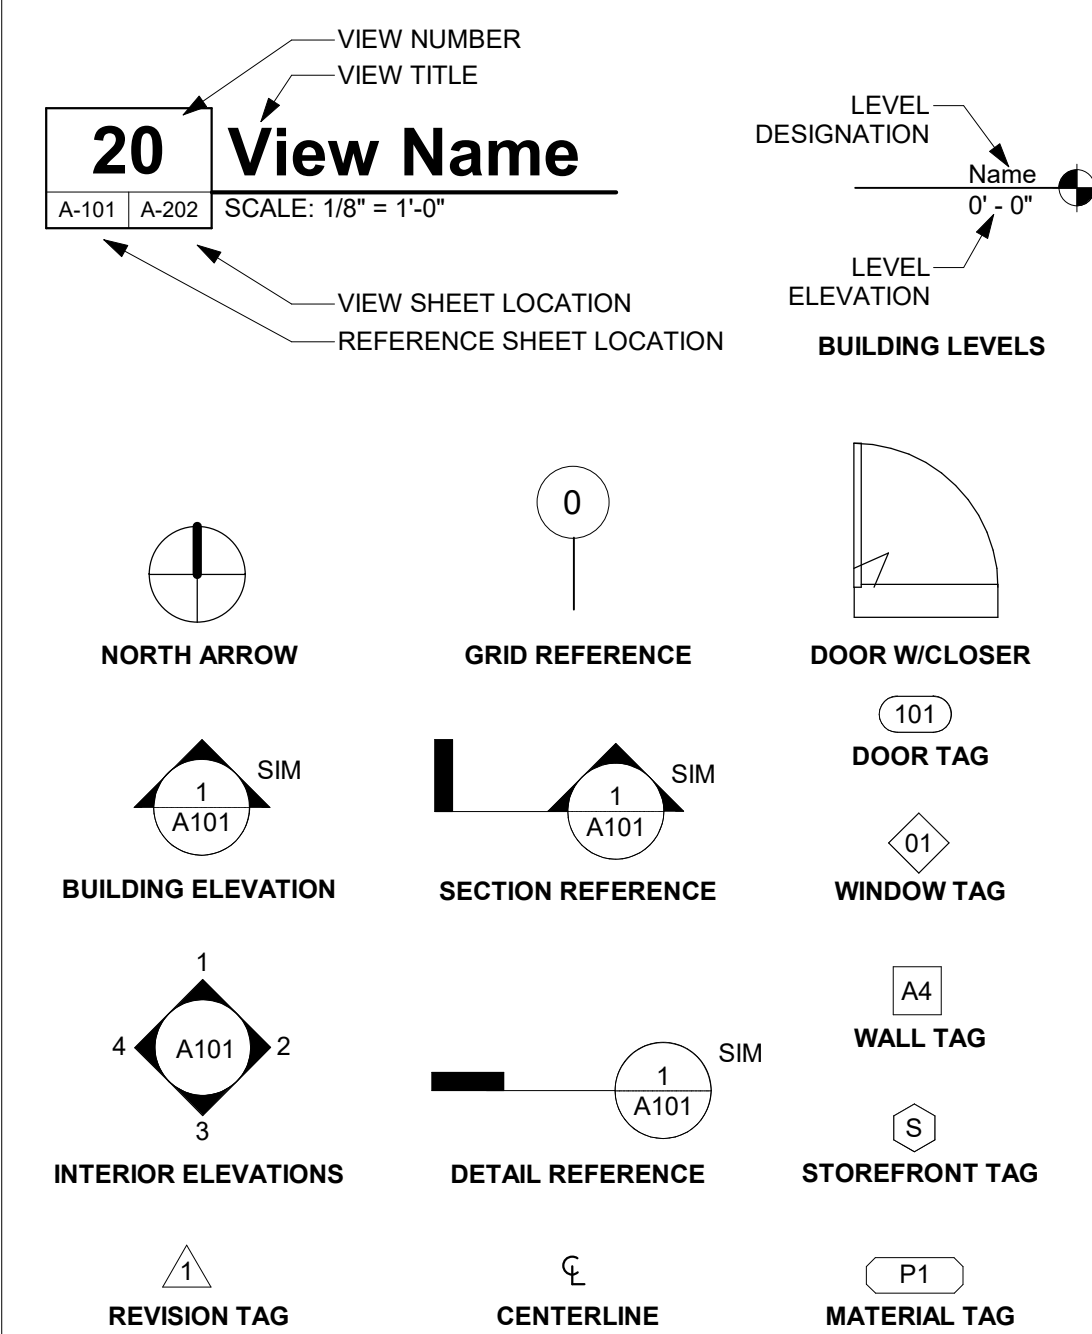 VIEW NUMBER
VIEW TITLE
20 View Name
A-101 A-202 SCALE: 1/8" = 1'-0"
VIEW SHEET LOCATION
REFERENCE SHEET LOCATION
LEVEL
DESIGNATION
Name
0' - 0"
LEVEL
ELEVATION
BUILDING LEVELS
NORTH ARROW
0
GRID REFERENCE
DOOR W/CLOSER
101
DOOR TAG
1
A101
SIM
BUILDING ELEVATION
1
A101
SIM
SECTION REFERENCE
01
WINDOW TAG
1
4 A101 2
3
INTERIOR ELEVATIONS
1
A101
SIM
DETAIL REFERENCE
A4
WALL TAG
S
STOREFRONT TAG
1
REVISION TAG
℄
CENTERLINE
P1
MATERIAL TAG